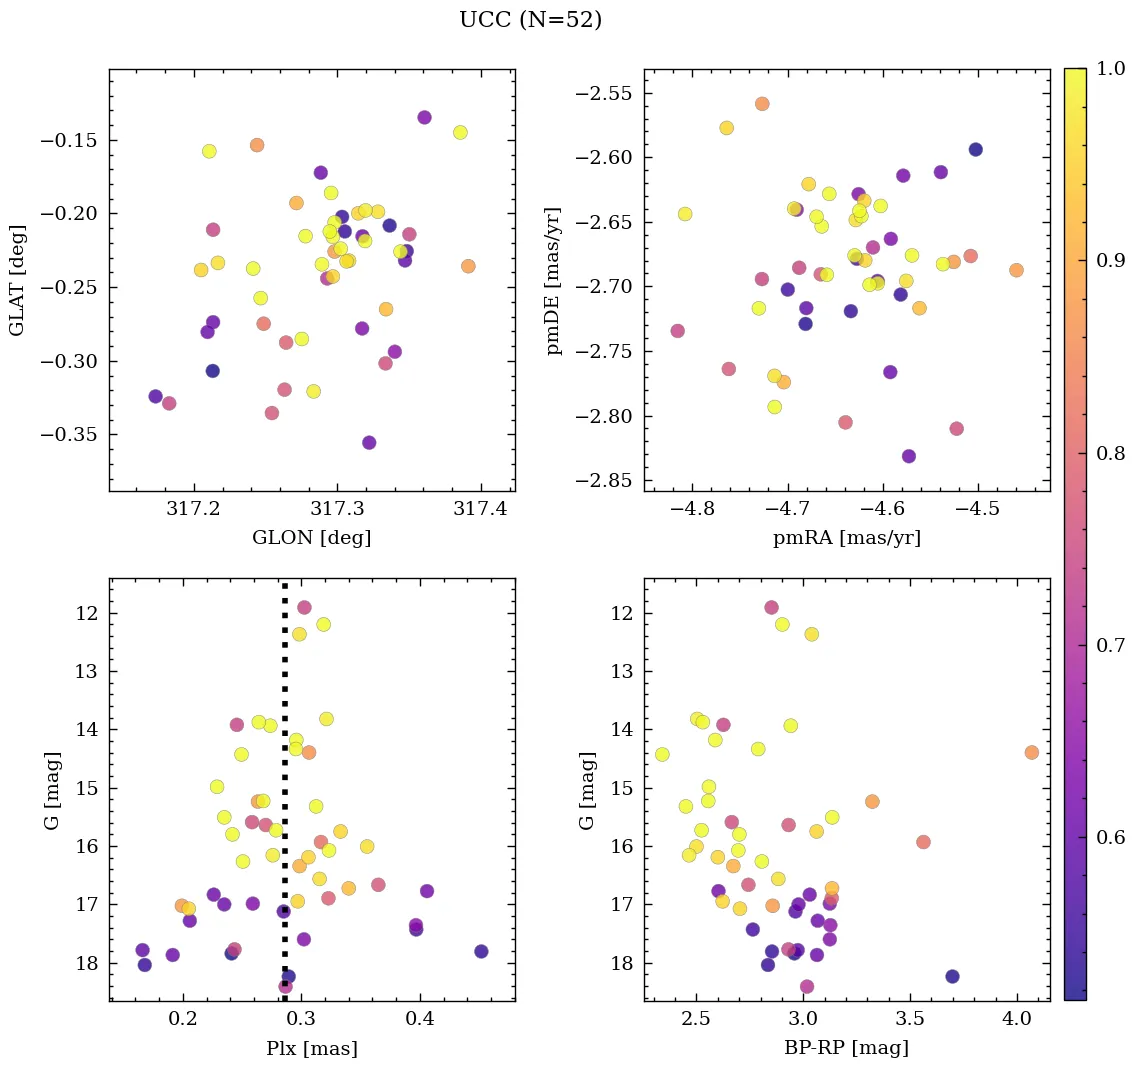 UCC (N=52)
−0.15
−0.20
−0.25
−0.30
−0.35
GLAT [deg]
317.2 317.3 317.4
GLON [deg]
−2.55
−2.60
−2.65
−2.70
−2.75
−2.80
−2.85
pmDE [mas/yr]
−4.8 −4.7 −4.6 −4.5
pmRA [mas/yr]
1.0
0.9
0.8
0.7
0.6
12
13
14
15
16
17
18
G [mag]
0.2 0.3 0.4
Plx [mas]
12
13
14
15
16
17
18
G [mag]
2.5 3.0 3.5 4.0
BP-RP [mag]